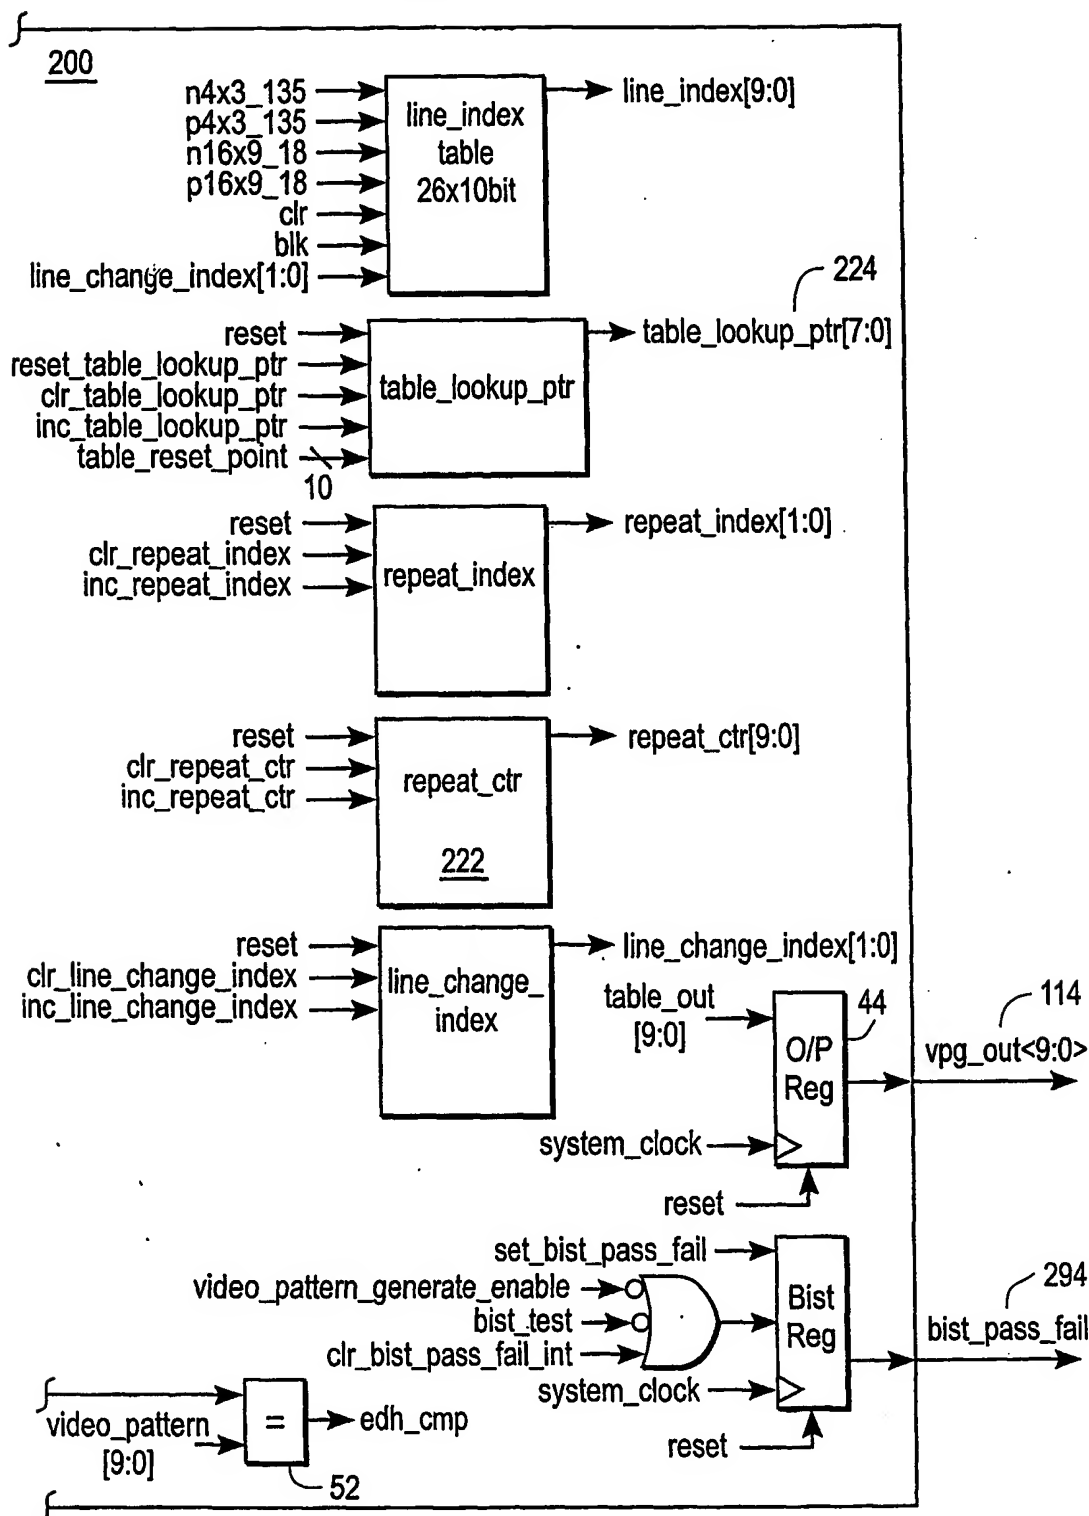 200
n4x3_135
p4x3_135
n16x9_18
p16x9_18
clr
blk
line_change_index[1:0]
line_index
table
26x10bit
line_index[9:0]
224
reset
reset_table_lookup_ptr
clr_table_lookup_ptr
inc_table_lookup_ptr
table_reset_point
10
table_lookup_ptr
table_lookup_ptr[7:0]
reset
clr_repeat_index
inc_repeat_index
repeat_index
repeat_index[1:0]
reset
clr_repeat_ctr
inc_repeat_ctr
repeat_ctr
222
repeat_ctr[9:0]
reset
clr_line_change_index
inc_line_change_index
line_change_
index
line_change_index[1:0]
table_out
[9:0]
system_clock
reset
O/P
Reg
44
114
vpg_out<9:0>
set_bist_pass_fail
video_pattern_generate_enable
bist_test
clr_bist_pass_fail_int
system_clock
reset
Bist
Reg
294
bist_pass_fail
video_pattern
[9:0]
=
edh_cmp
52